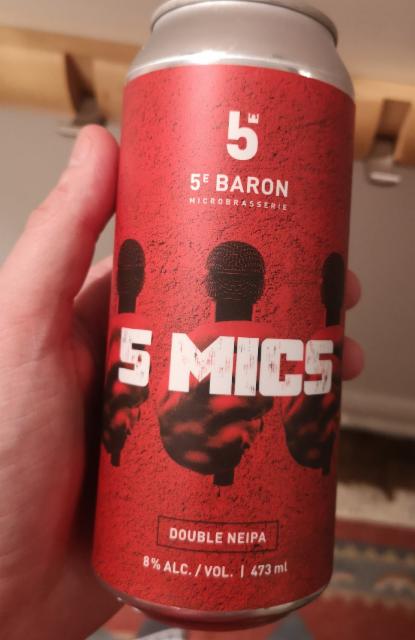 5E
5E BARON
MICROBRASSERIE
5 MICS
DOUBLE NEIPA
8% ALC. / VOL. | 473 ml